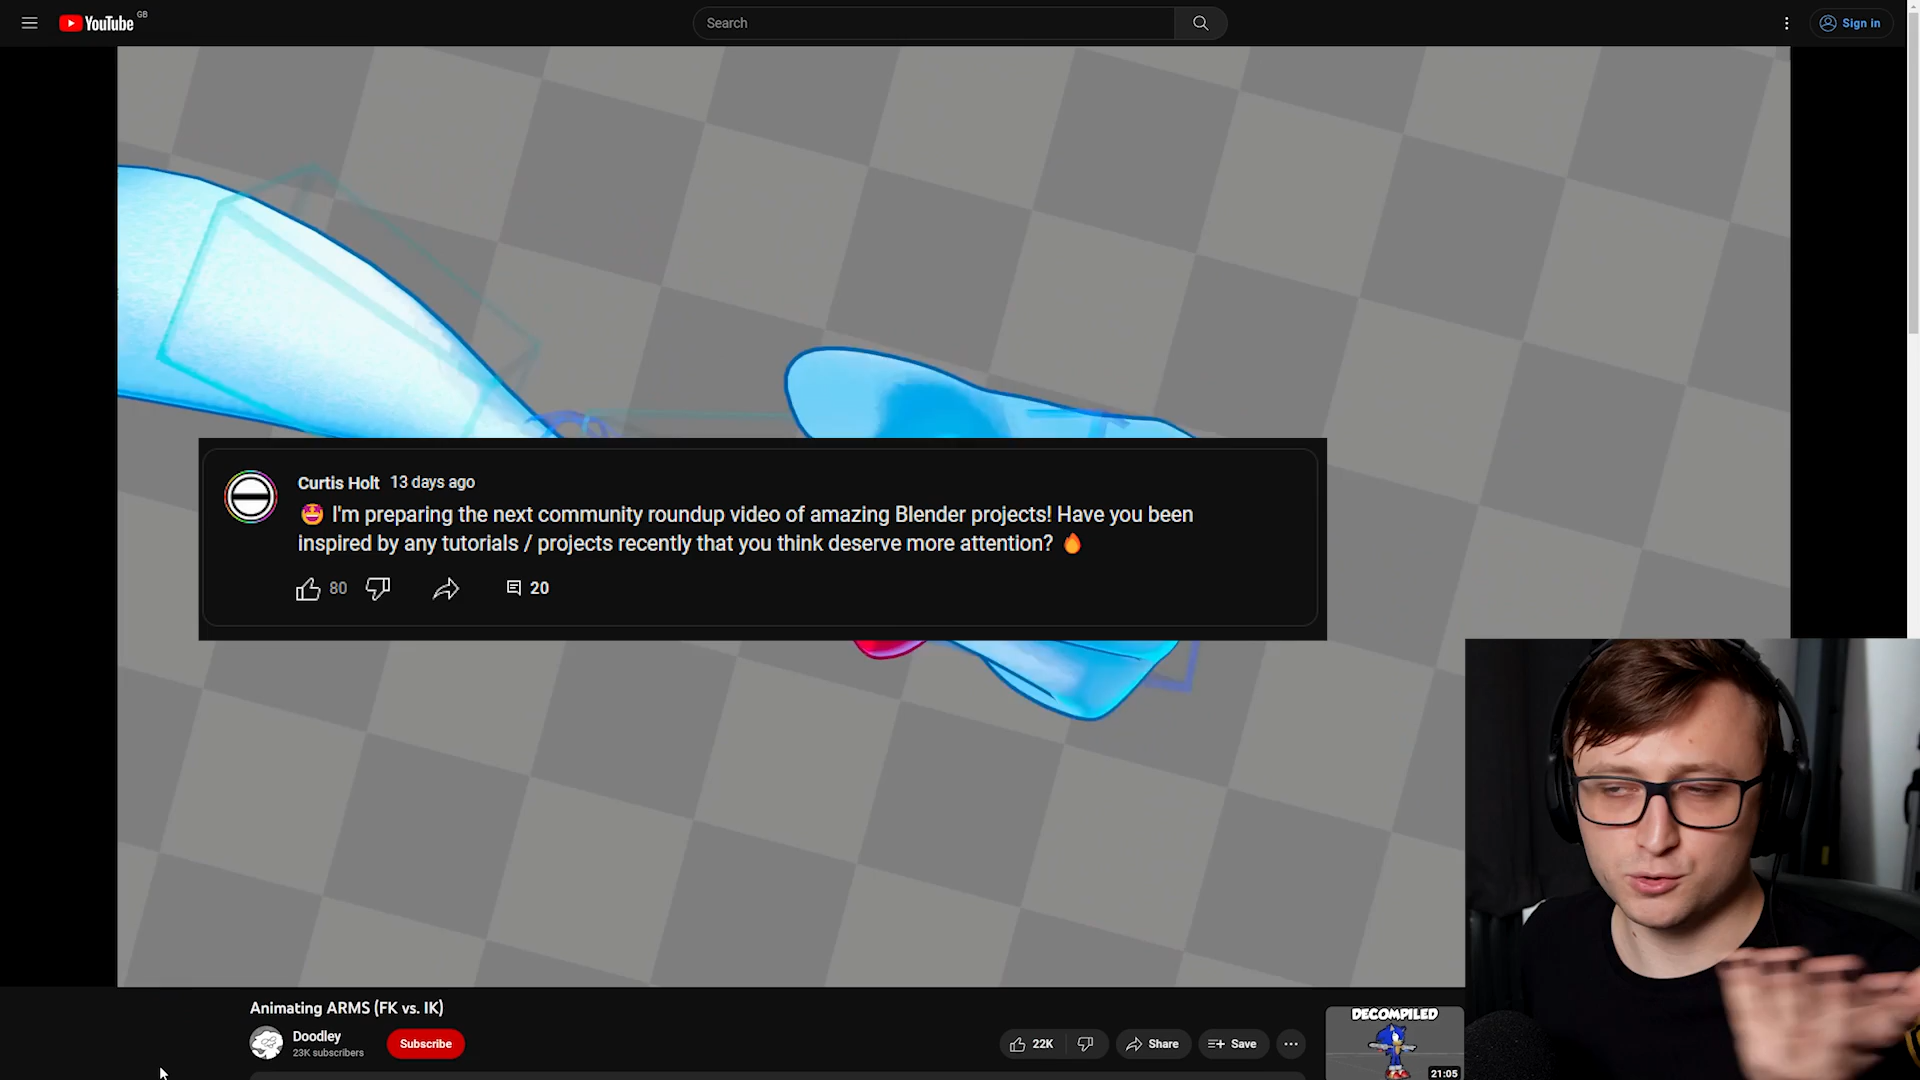 YouTube GB
Search
Sign in
Curtis Holt 13 days ago
🤩 I'm preparing the next community roundup video of amazing Blender projects! Have you been
inspired by any tutorials / projects recently that you think deserve more attention? 🔥
80
20
Animating ARMS (FK vs. IK)
Doodley
23K subscribers
Subscribe
22K
Share
Save
DECOMPILED
21:05